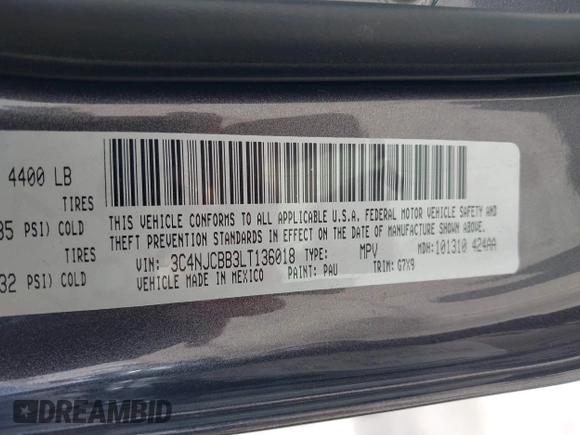 4400 LB
TIRES
35 PSI) COLD
TIRES
32 PSI) COLD
THIS VEHICLE CONFORMS TO ALL APPLICABLE U.S.A. FEDERAL MOTOR VEHICLE SAFETY AND
THEFT PREVENTION STANDARDS IN EFFECT ON THE DATE OF MANUFACTURE SHOWN ABOVE.
VIN: 3C4NJCBB3LT136018 TYPE: MPV MDH: 101310 424AA
VEHICLE MADE IN MEXICO PAINT: PAU TRIM: G7X9
DREAMBID